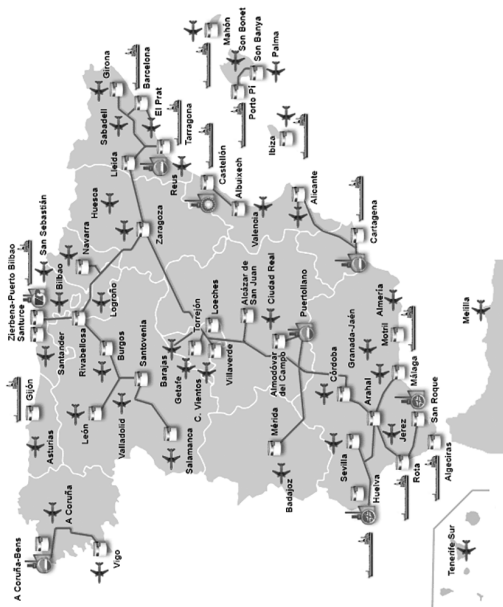 A Coruña-Bens
A Coruña
Vigo
Asturias
Gijón
Santander
Zierbena-Puerto Bilbao
Santurce
San Sebastián
Bilbao
Navarra
Rivabellosa
Logroño
Burgos
León
Valladolid
Santovenia
Salamanca
Huesca
Zaragoza
Lleida
Girona
Sabadell
Barcelona
El Prat
Tarragona
Reus
Castellón
Albuixech
Valencia
Mahón
Son Bonet
Son Banya
Palma
Porto Pi
Ibiza
Barajas
Getafe
C. Vientos
Torrejón
Villaverde
Loeches
Alcázar de
San Juan
Ciudad Real
Almodóvar
del Campo
Puertollano
Mérida
Badajoz
Alicante
Cartagena
Córdoba
Granada-Jaén
Arahal
Almería
Motril
Málaga
Sevilla
Huelva
Jerez
Rota
San Roque
Algeciras
Melilla
Tenerife Sur